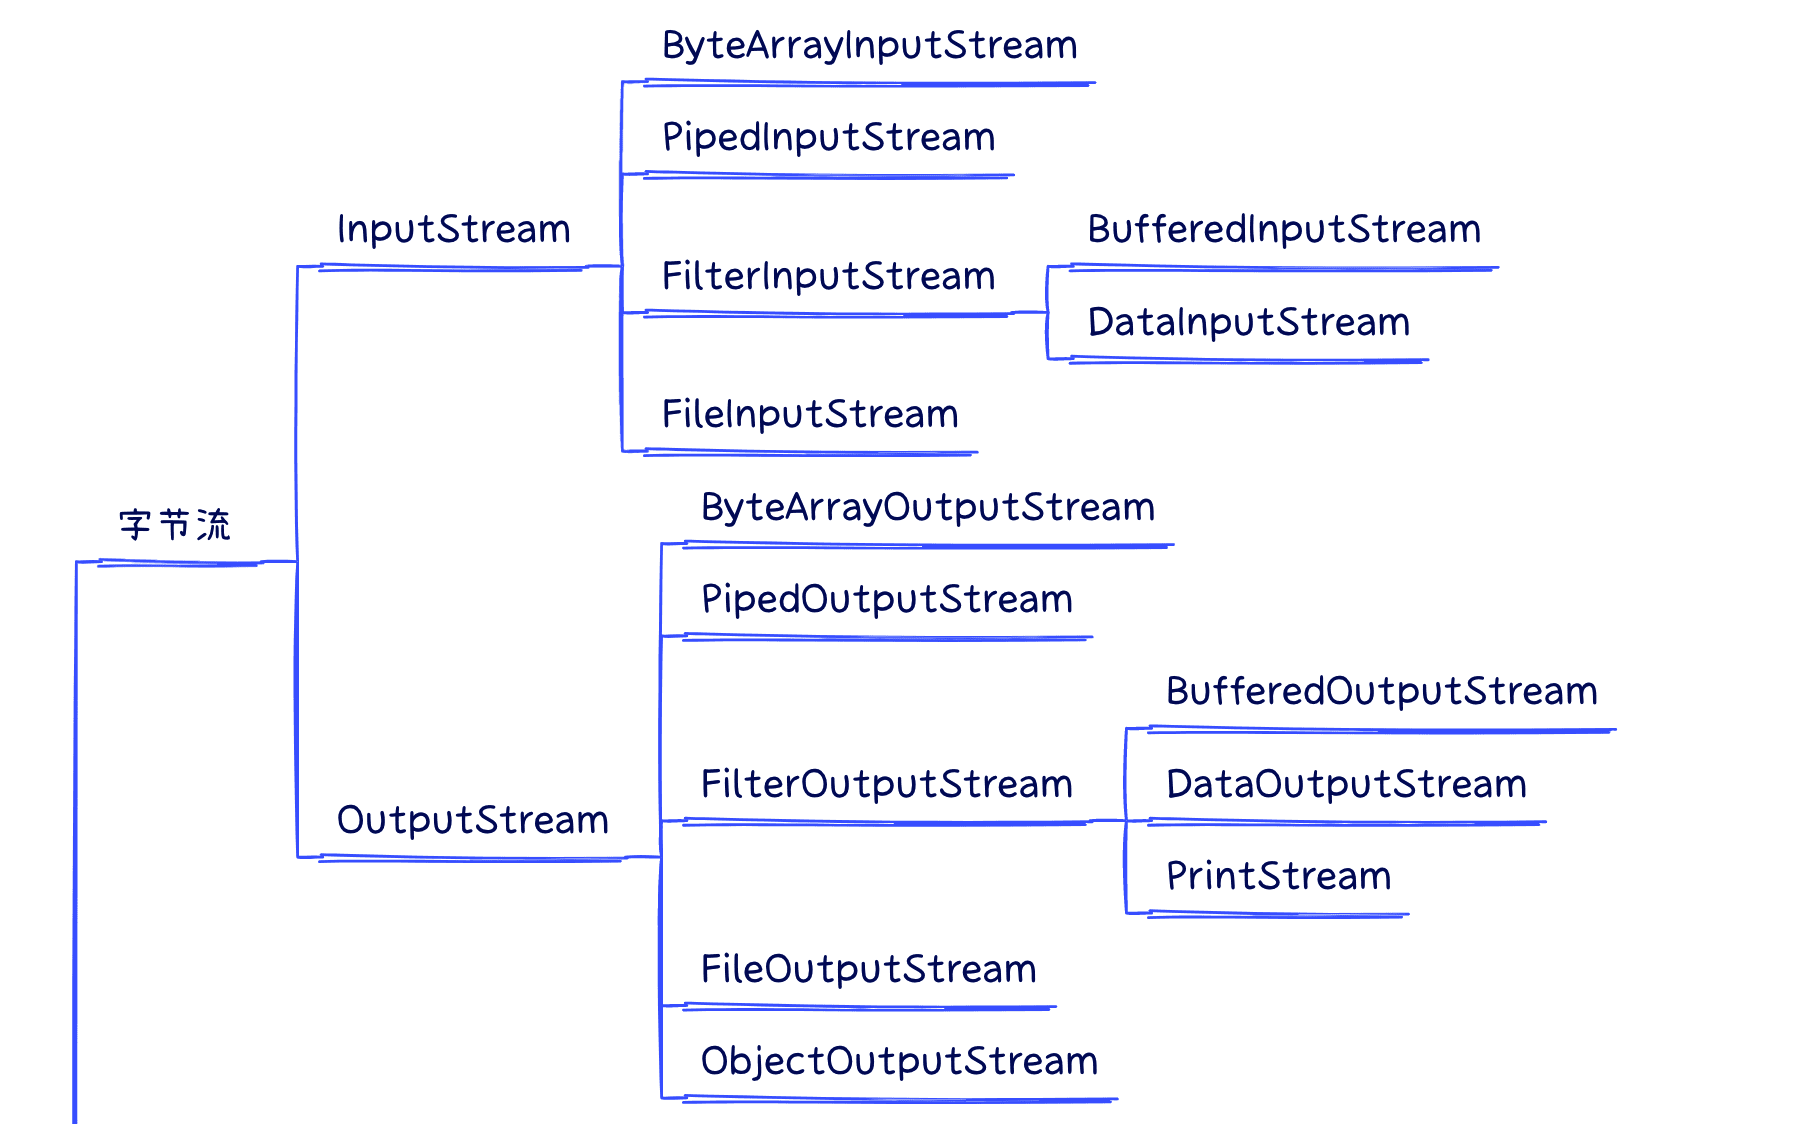 ByteArrayInputStream
PipedInputStream
InputStream
BufferedInputStream
FilterInputStream
DataInputStream
FileInputStream
字节流
ByteArrayOutputStream
PipedOutputStream
BufferedOutputStream
FilterOutputStream
DataOutputStream
OutputStream
PrintStream
FileOutputStream
ObjectOutputStream